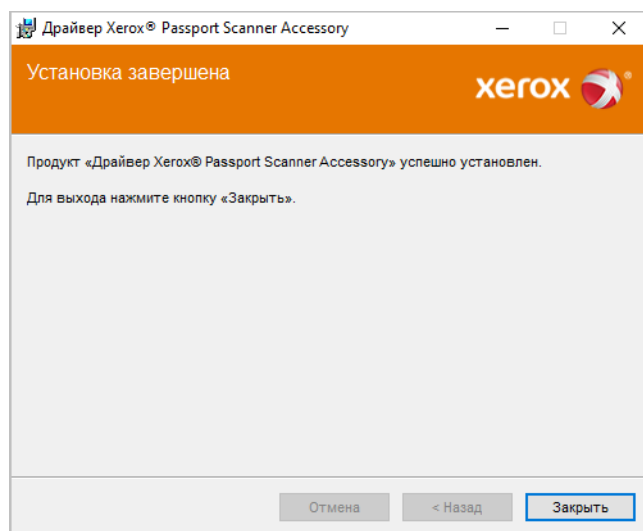 Драйвер Xerox® Passport Scanner Accessory
Установка завершена
xerox ®
Продукт «Драйвер Xerox® Passport Scanner Accessory» успешно установлен.
Для выхода нажмите кнопку «Закрыть».
Отмена
< Назад
Закрыть